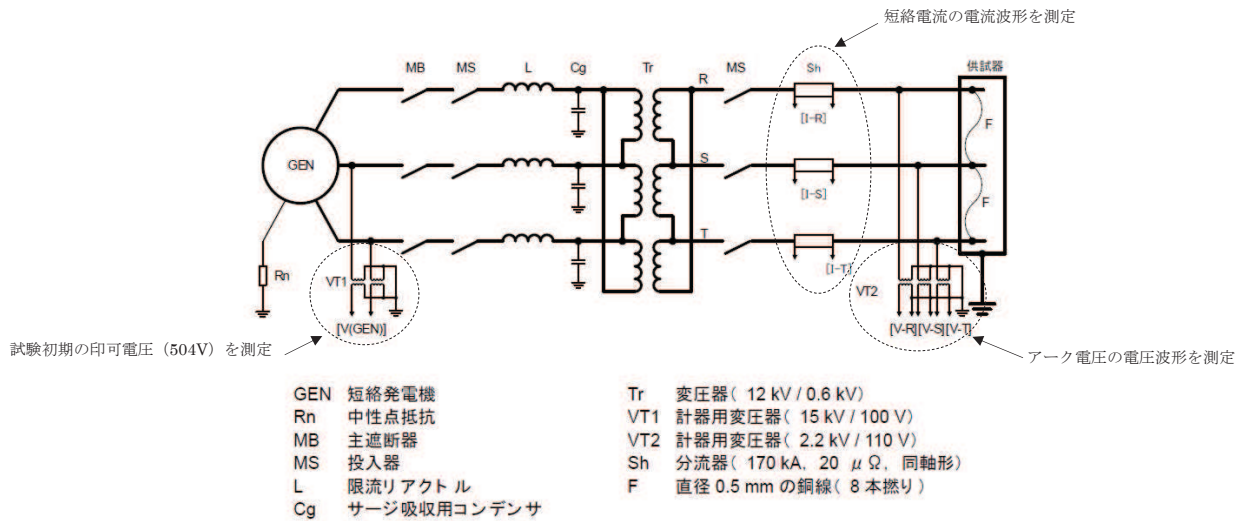 短絡電流の電流波形を測定
MB MS L Cg Tr MS Sh 供試器
R
[I-R]
F
GEN
S
[I-S]
F
T
[I-T]
Rn
VT1
VT2
[V(GEN)]
[V-R][V-S][V-T]
試験初期の印可電圧（504V）を測定
アーク電圧の電圧波形を測定
GEN 短絡発電機
Rn 中性点抵抗
MB 主遮断器
MS 投入器
L 限流リアクトル
Cg サージ吸収用コンデンサ
Tr 変圧器( 12 kV / 0.6 kV)
VT1 計器用変圧器( 15 kV / 100 V)
VT2 計器用変圧器( 2.2 kV / 110 V)
Sh 分流器( 170 kA, 20 μΩ, 同軸形)
F 直径 0.5 mm の銅線( 8 本撚り)